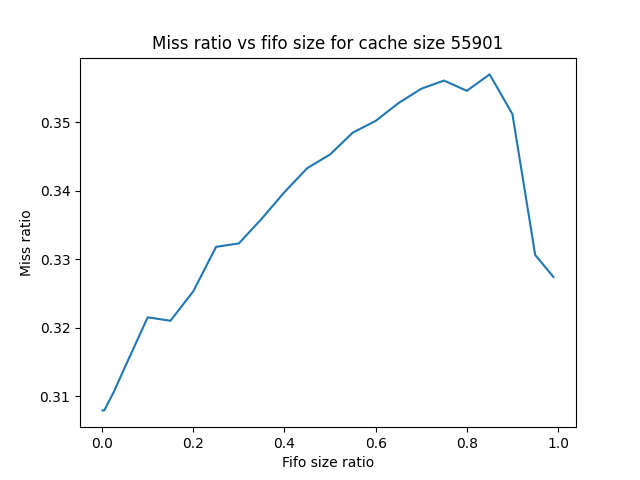 Miss ratio vs fifo size for cache size 55901
Miss ratio
0.35
0.34
0.33
0.32
0.31
0.0 0.2 0.4 0.6 0.8 1.0
Fifo size ratio